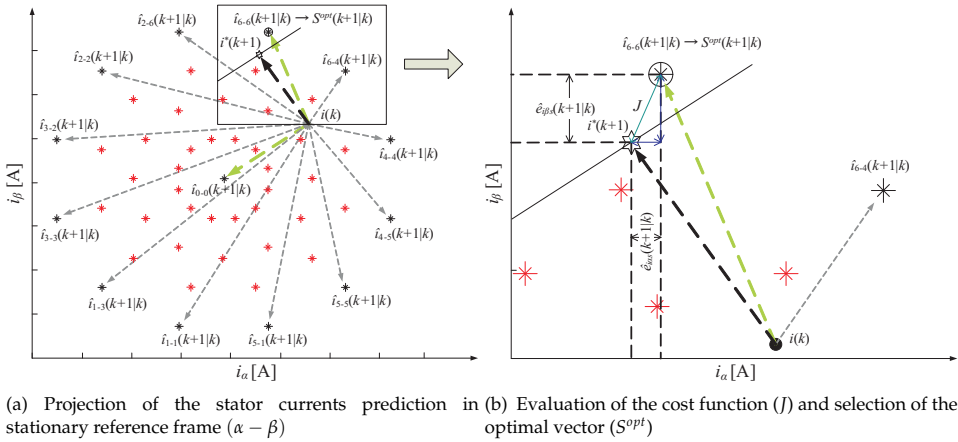 î2-6(k+1|k)
î6-6(k+1|k) → S^opt(k+1|k)
i*(k+1)
î2-2(k+1|k)
î6-4(k+1|k)
i(k)
î3-2(k+1|k)
î4-4(k+1|k)
î0-0(k+1|k)
î3-3(k+1|k)
î4-5(k+1|k)
î1-3(k+1|k)
î5-5(k+1|k)
î1-1(k+1|k)
î5-1(k+1|k)
iβ [A]
iα [A]
(a) Projection of the stator currents prediction in
stationary reference frame (α − β)
î6-6(k+1|k) → S^opt(k+1|k)
êiβs(k+1|k)
J
i*(k+1)
î6-4(k+1|k)
êiαs(k+1|k)
i(k)
iβ [A]
iα [A]
(b) Evaluation of the cost function (J) and selection of the
optimal vector (S^opt)